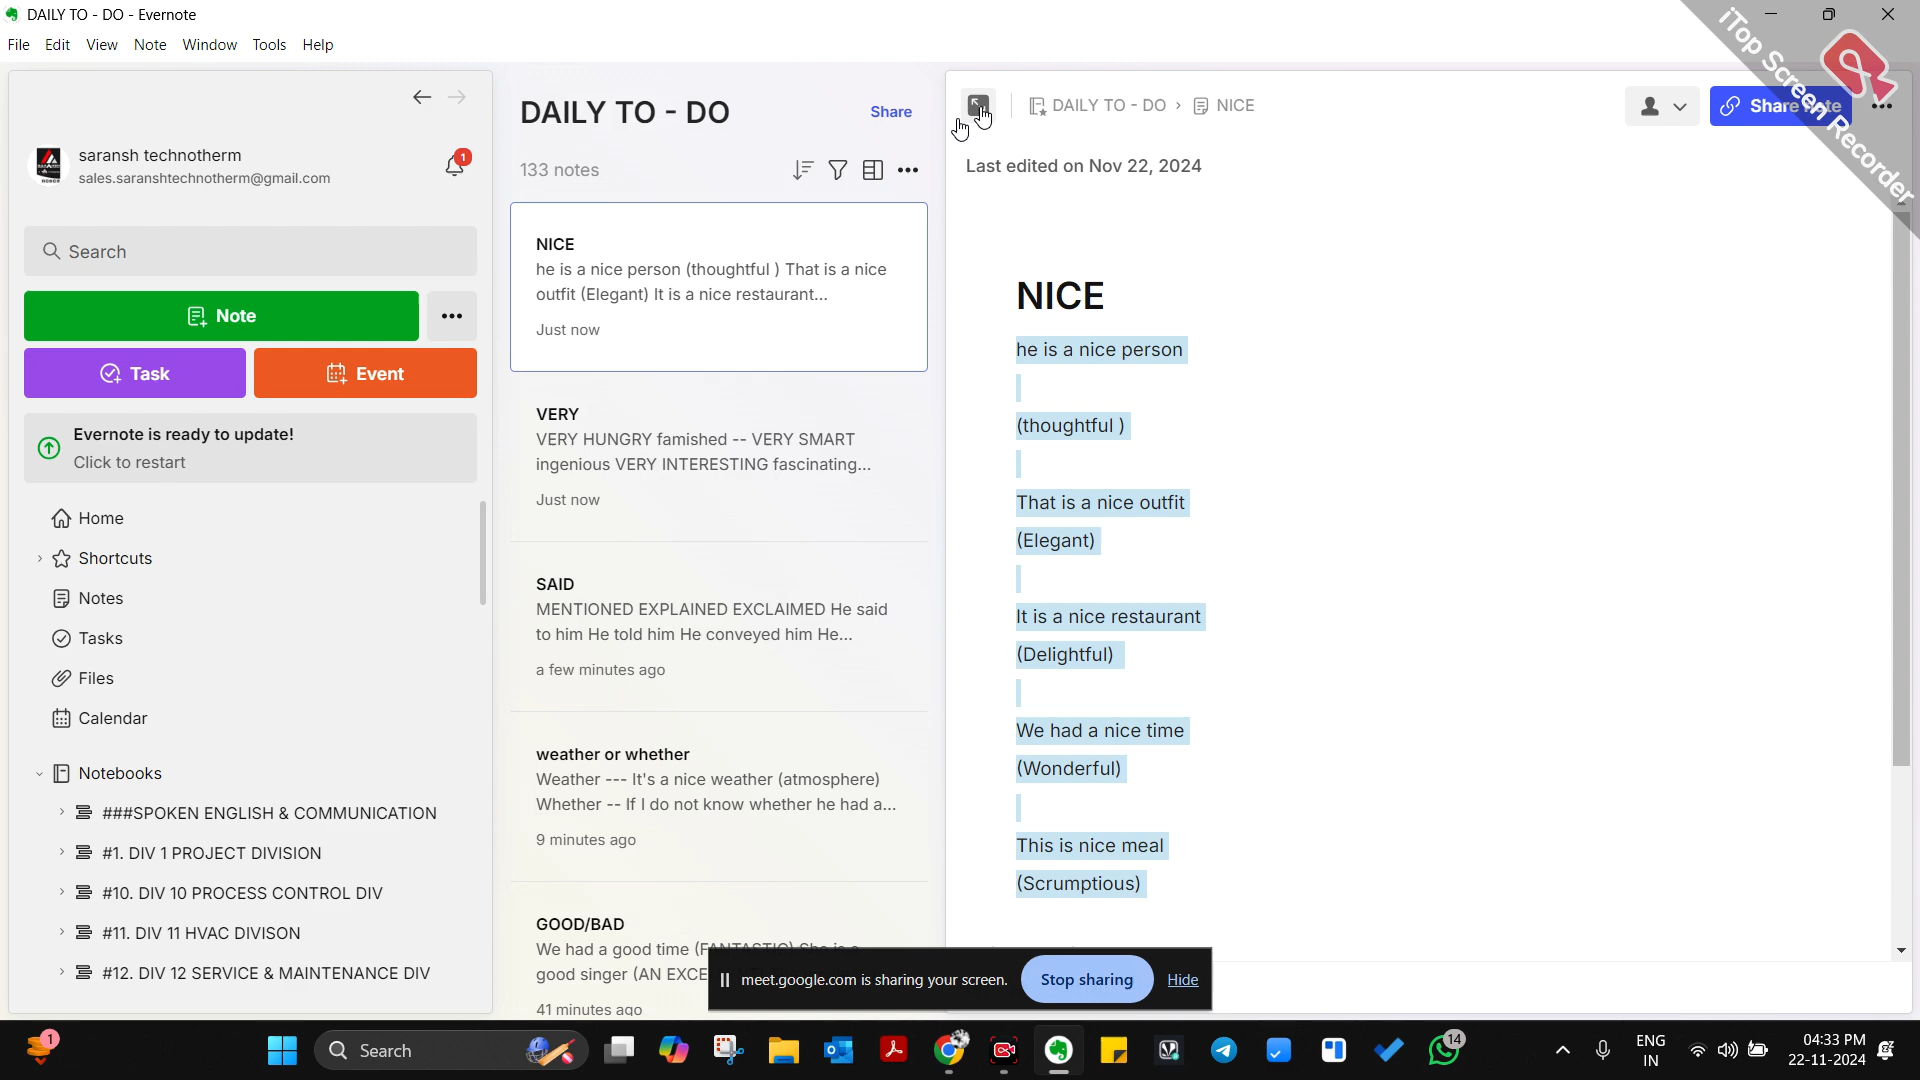 DAILY TO - DO - Evernote
File Edit View Note Window Tools Help
iTop Screen Recorder
saransh technotherm
sales.saranshtechnotherm@gmail.com
1
Search
Note
Task
Event
Evernote is ready to update!
Click to restart
Home
Shortcuts
Notes
Tasks
Files
Calendar
Notebooks
###SPOKEN ENGLISH & COMMUNICATION
#1. DIV 1 PROJECT DIVISION
#10. DIV 10 PROCESS CONTROL DIV
#11. DIV 11 HVAC DIVISON
#12. DIV 12 SERVICE & MAINTENANCE DIV
DAILY TO - DO
Share
133 notes
NICE
he is a nice person (thoughtful ) That is a nice
outfit (Elegant) It is a nice restaurant...
Just now
VERY
VERY HUNGRY famished -- VERY SMART
ingenious VERY INTERESTING fascinating...
Just now
SAID
MENTIONED EXPLAINED EXCLAIMED He said
to him He told him He conveyed him He...
a few minutes ago
weather or whether
Weather --- It's a nice weather (atmosphere)
Whether -- If I do not know whether he had a...
9 minutes ago
GOOD/BAD
We had a good time (FANTASTIC) She is a
good singer (AN EXCE
41 minutes ago
DAILY TO - DO › NICE
Share note
Last edited on Nov 22, 2024
NICE
he is a nice person
(thoughtful )
That is a nice outfit
(Elegant)
It is a nice restaurant
(Delightful)
We had a nice time
(Wonderful)
This is nice meal
(Scrumptious)
meet.google.com is sharing your screen.
Stop sharing
Hide
1
Search
14
ENG
IN
04:33 PM
22-11-2024